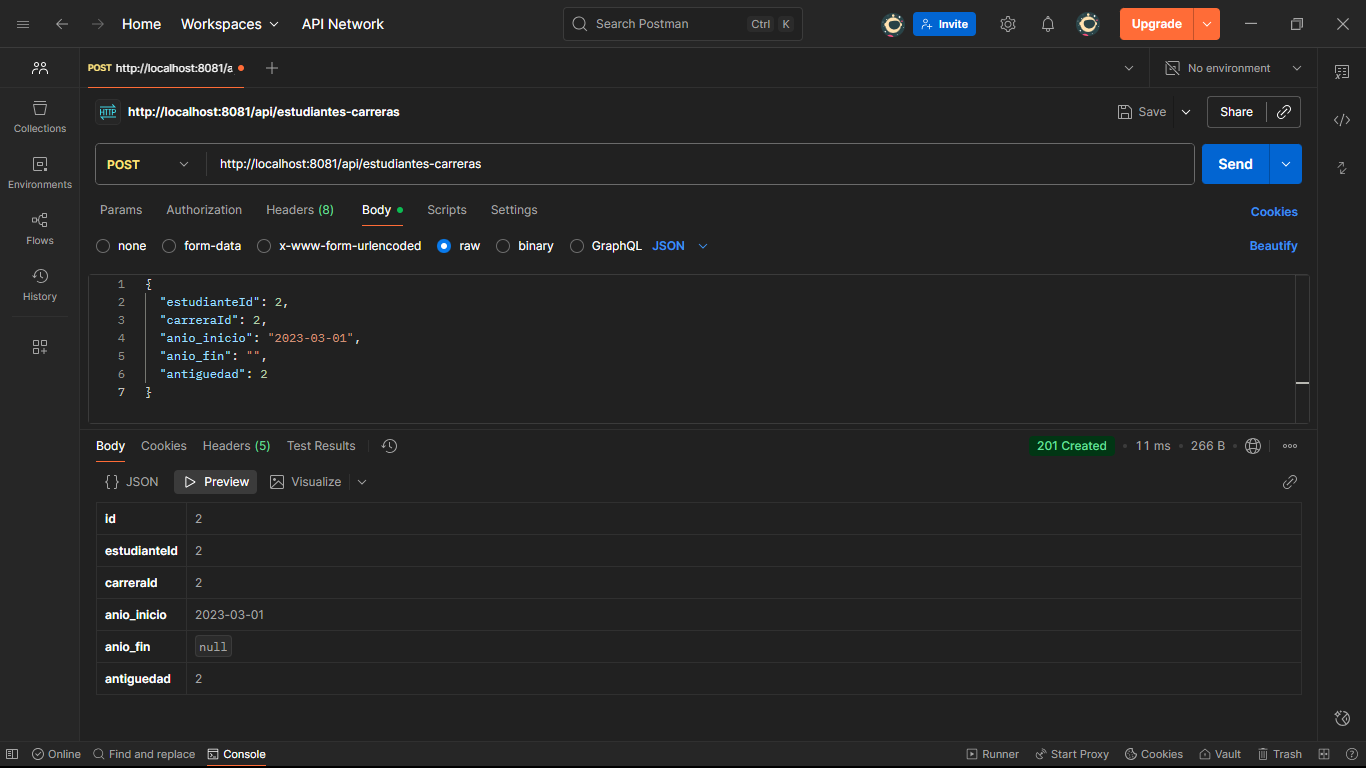 Home Workspaces API Network Search Postman Ctrl K Invite Upgrade
POST http://localhost:8081/a No environment
HTTP http://localhost:8081/api/estudiantes-carreras Save Share
Collections
POST http://localhost:8081/api/estudiantes-carreras Send
Environments
Params Authorization Headers (8) Body Scripts Settings Cookies
Flows
none form-data x-www-form-urlencoded raw binary GraphQL JSON Beautify
History
1 {
2 "estudianteId": 2,
3 "carreraId": 2,
4 "anio_inicio": "2023-03-01",
5 "anio_fin": "",
6 "antiguedad": 2
7 }
Body Cookies Headers (5) Test Results 201 Created • 11 ms • 266 B •
{} JSON Preview Visualize
id 2
estudianteId 2
carreraId 2
anio_inicio 2023-03-01
anio_fin null
antiguedad 2
Online Find and replace Console Runner Start Proxy Cookies Vault Trash